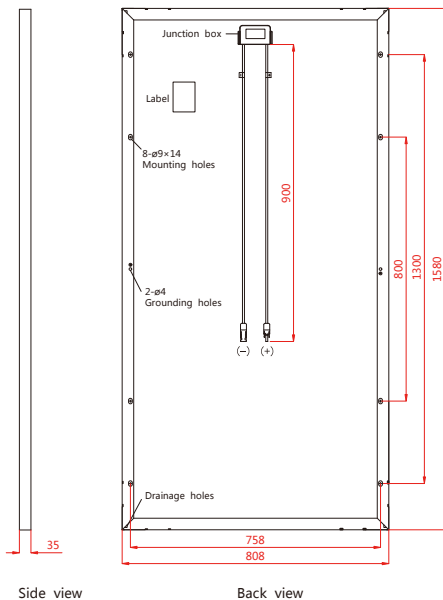 Junction box
Label
8-ø9×14
Mounting holes
900
800
1300
1580
2-ø4
Grounding holes
(−) (+)
Drainage holes
35
758
808
Side view
Back view